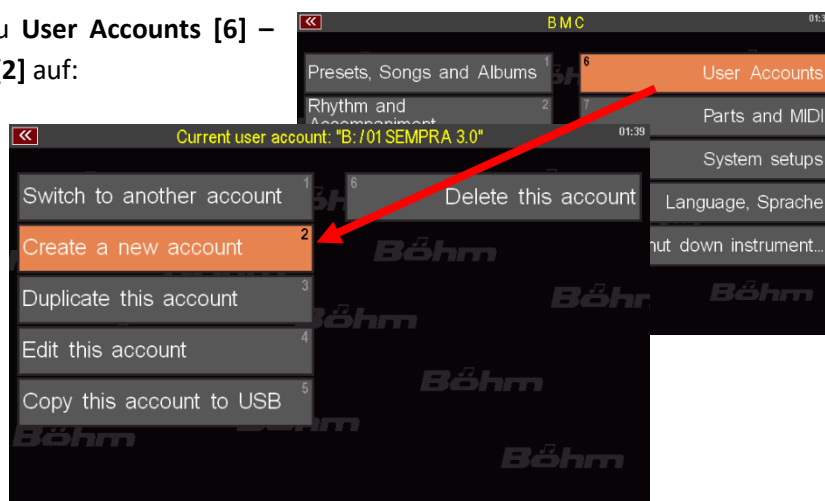 User Accounts [6] –
[2] auf:
BMC
Presets, Songs and Albums 1
6 User Accounts
Rhythm and 2
Accompaniment
7 Parts and MIDI
System setups
Language, Sprache
down instrument...
Current user account: "B:/01 SEMPRA 3.0" 01:39
Switch to another account 1
6 Delete this account
Create a new account 2
Duplicate this account 3
Edit this account 4
Copy this account to USB 5
Böhm
Böhm
Böhm
Böhm
Böhm
Böhm